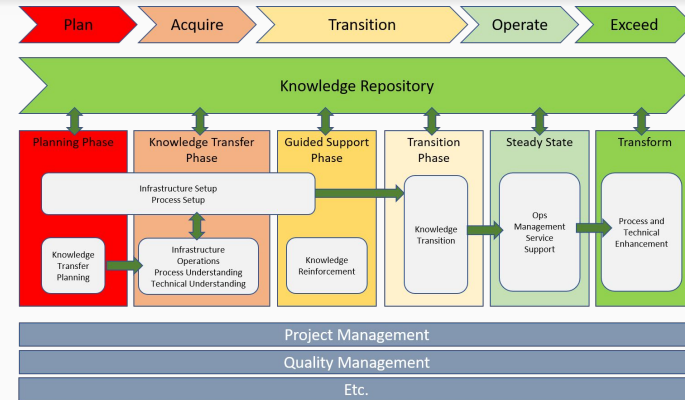 Plan
Acquire
Transition
Operate
Exceed
Knowledge Repository
Planning Phase
Knowledge Transfer
Phase
Guided Support
Phase
Transition
Phase
Steady State
Transform
Infrastructure Setup
Process Setup
Knowledge
Transfer
Planning
Infrastructure
Operations
Process Understanding
Technical Understanding
Knowledge
Reinforcement
Knowledge
Transition
Ops
Management
Service
Support
Process and
Technical
Enhancement
Project Management
Quality Management
Etc.